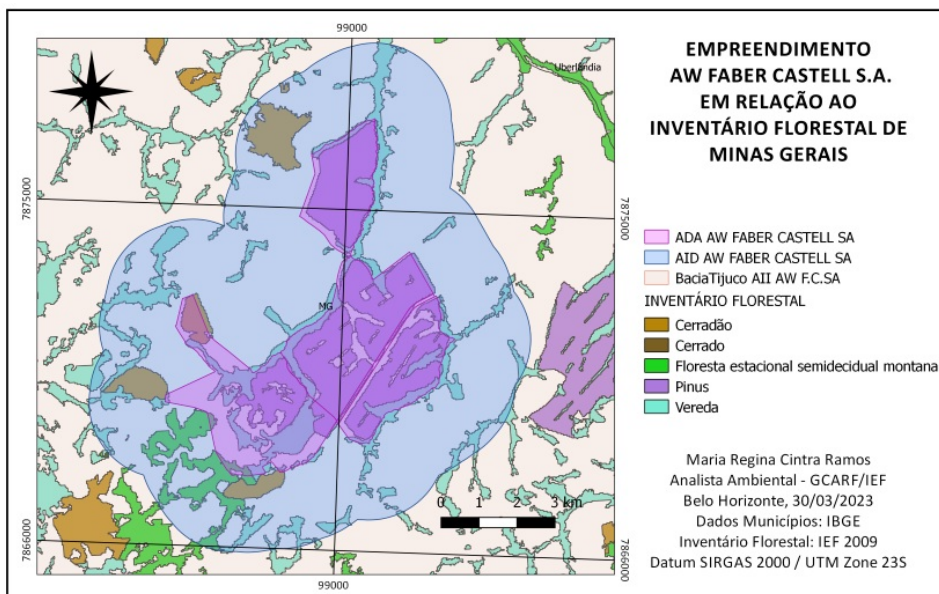 99000
Uberlândia
7875000
7875000
MG
0 1 2 3 km
7866000
7866000
99000
EMPREENDIMENTO
AW FABER CASTELL S.A.
EM RELAÇÃO AO
INVENTÁRIO FLORESTAL DE
MINAS GERAIS
ADA AW FABER CASTELL SA
AID AW FABER CASTELL SA
BaciaTijuco AII AW F.C.SA
INVENTÁRIO FLORESTAL
Cerradão
Cerrado
Floresta estacional semidecidual montana
Pinus
Vereda
Maria Regina Cintra Ramos
Analista Ambiental - GCARF/IEF
Belo Horizonte, 30/03/2023
Dados Municípios: IBGE
Inventário Florestal: IEF 2009
Datum SIRGAS 2000 / UTM Zone 23S